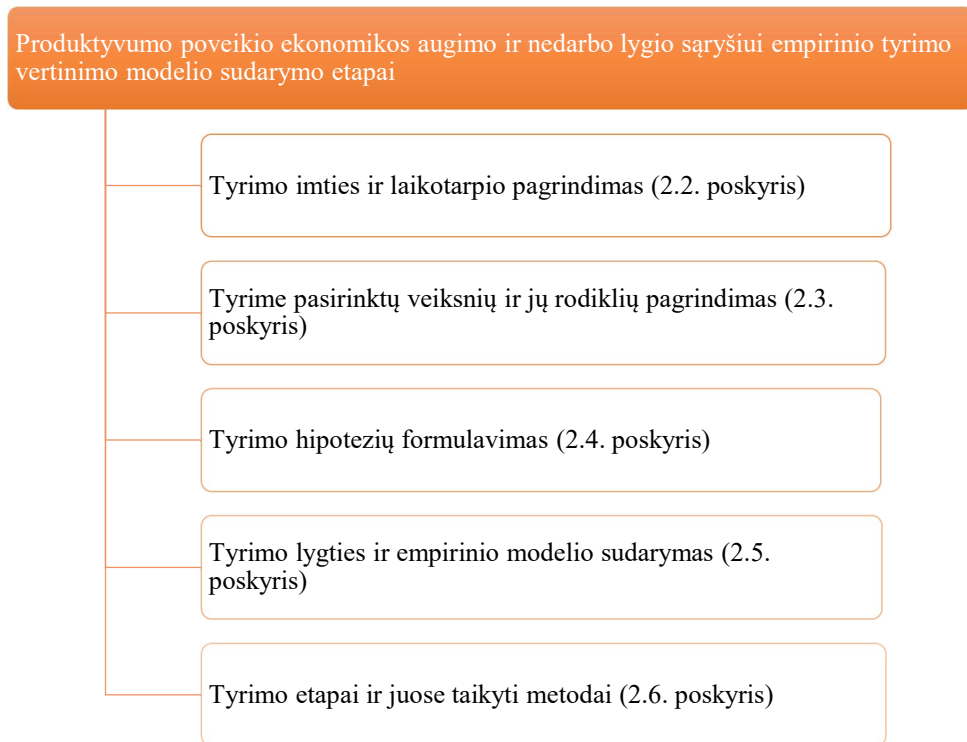 Produktyvumo poveikio ekonomikos augimo ir nedarbo lygio sąryšiui empirinio tyrimo
vertinimo modelio sudarymo etapai
Tyrimo imties ir laikotarpio pagrindimas (2.2. poskyris)
Tyrime pasirinktų veiksnių ir jų rodiklių pagrindimas (2.3.
poskyris)
Tyrimo hipotezių formulavimas (2.4. poskyris)
Tyrimo lygties ir empirinio modelio sudarymas (2.5.
poskyris)
Tyrimo etapai ir juose taikyti metodai (2.6. poskyris)